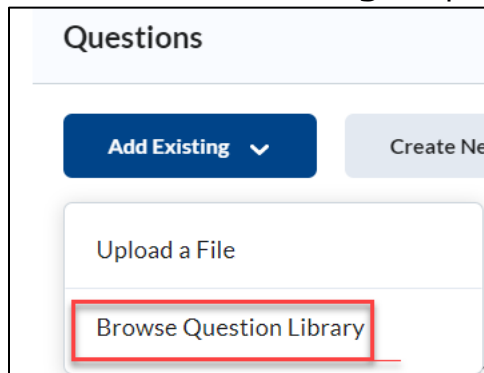 Questions
Add Existing
Create Ne
Upload a File
Browse Question Library